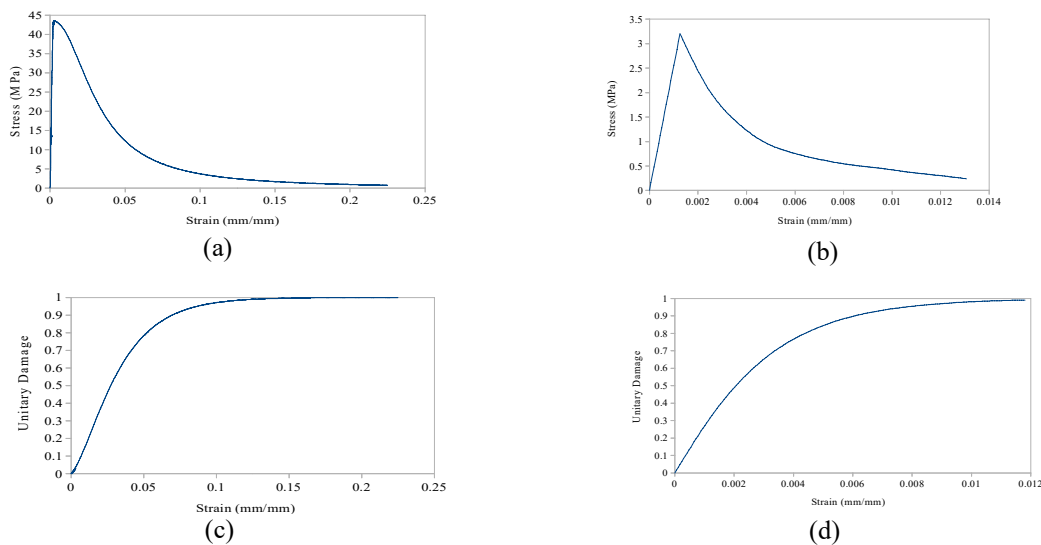 45
40
35
30
25
20
15
10
5
0
Stress (MPa)
0 0.05 0.1 0.15 0.2 0.25
Strain (mm/mm)
(a)
3.5
3
2.5
2
1.5
1
0.5
0
Stress (MPa)
0 0.002 0.004 0.006 0.008 0.01 0.012 0.014
Strain (mm/mm)
(b)
1
0.9
0.8
0.7
0.6
0.5
0.4
0.3
0.2
0.1
0
Unitary Damage
0 0.05 0.1 0.15 0.2 0.25
Strain (mm/mm)
(c)
1
0.9
0.8
0.7
0.6
0.5
0.4
0.3
0.2
0.1
0
Unitary Damage
0 0.002 0.004 0.006 0.008 0.01 0.012
Strain (mm/mm)
(d)